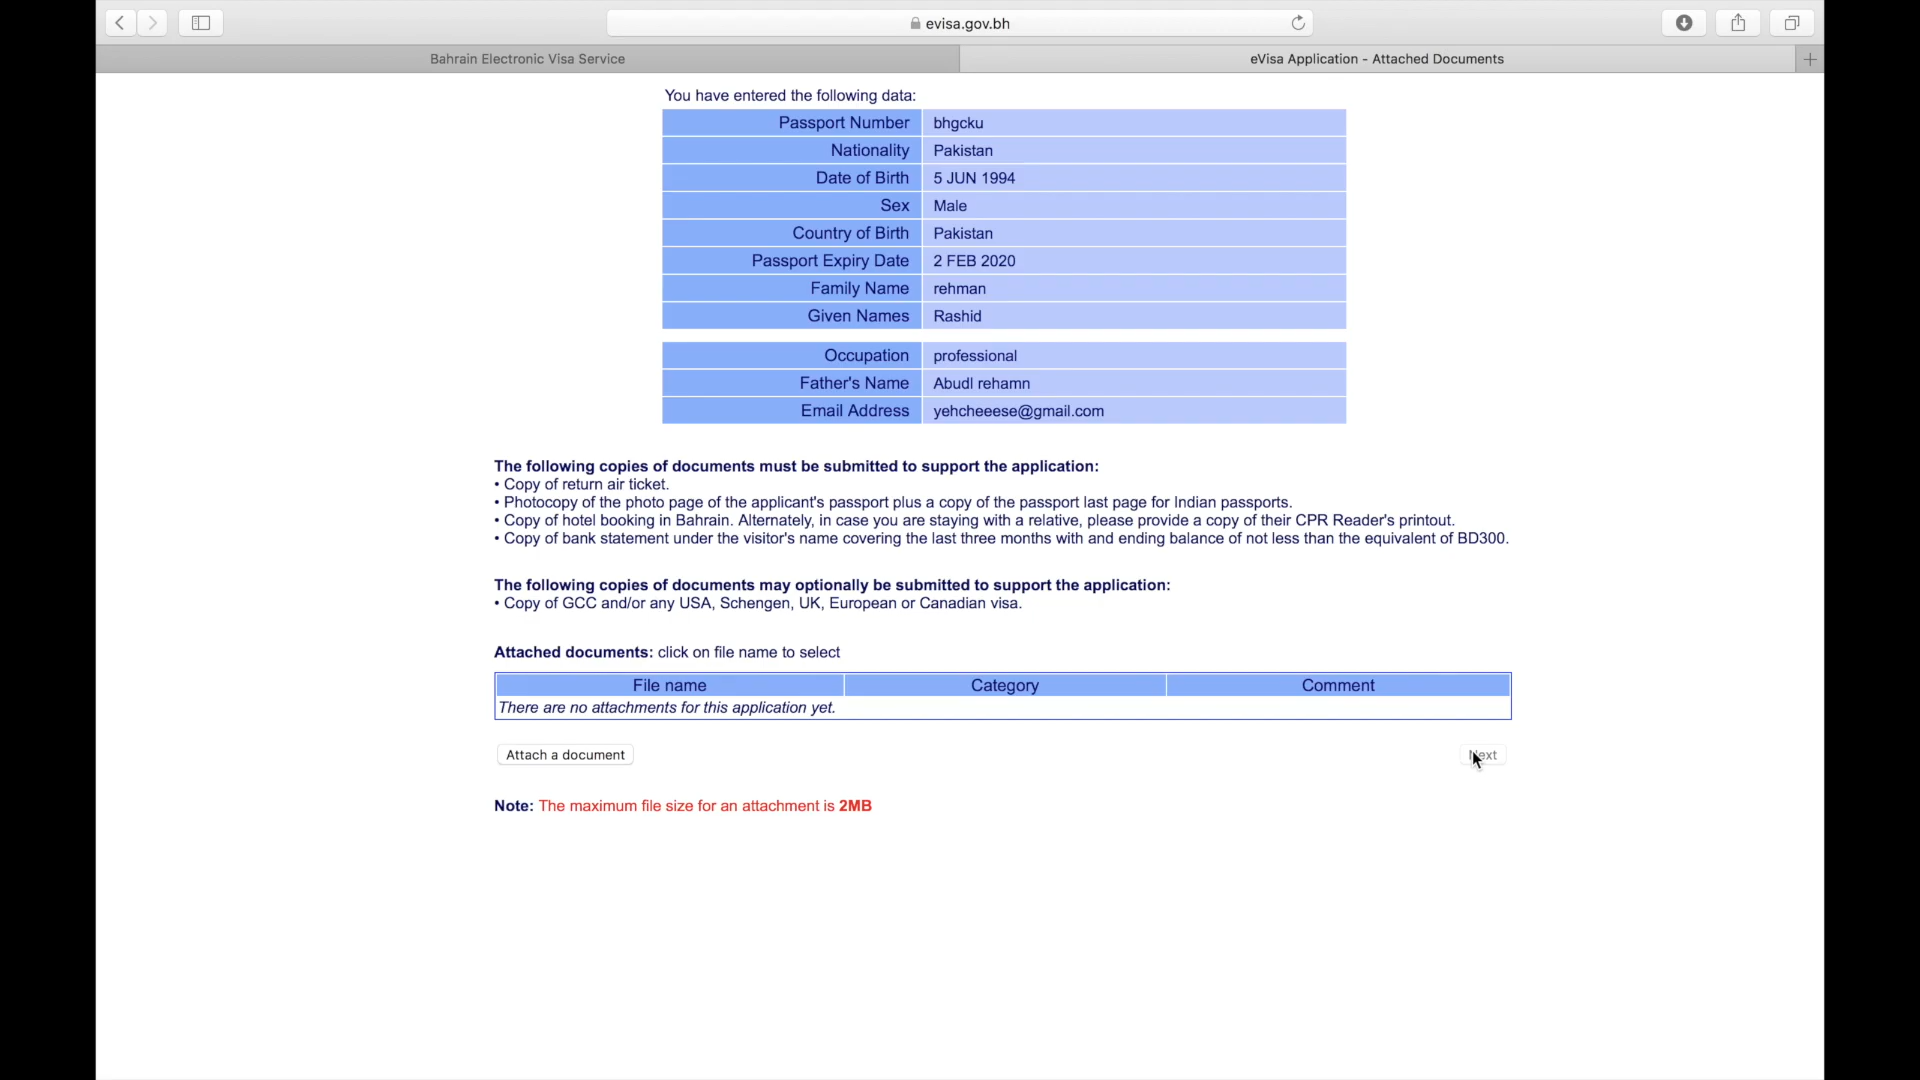 evisa.gov.bh
Bahrain Electronic Visa Service
eVisa Application - Attached Documents
You have entered the following data:
Passport Number bhgcku
Nationality Pakistan
Date of Birth 5 JUN 1994
Sex Male
Country of Birth Pakistan
Passport Expiry Date 2 FEB 2020
Family Name rehman
Given Names Rashid
Occupation professional
Father's Name Abudl rehamn
Email Address yehcheeese@gmail.com
The following copies of documents must be submitted to support the application:
• Copy of return air ticket.
• Photocopy of the photo page of the applicant's passport plus a copy of the passport last page for Indian passports.
• Copy of hotel booking in Bahrain. Alternately, in case you are staying with a relative, please provide a copy of their CPR Reader's printout.
• Copy of bank statement under the visitor's name covering the last three months with and ending balance of not less than the equivalent of BD300.
The following copies of documents may optionally be submitted to support the application:
• Copy of GCC and/or any USA, Schengen, UK, European or Canadian visa.
Attached documents: click on file name to select
File name Category Comment
There are no attachments for this application yet.
Attach a document Next
Note: The maximum file size for an attachment is 2MB